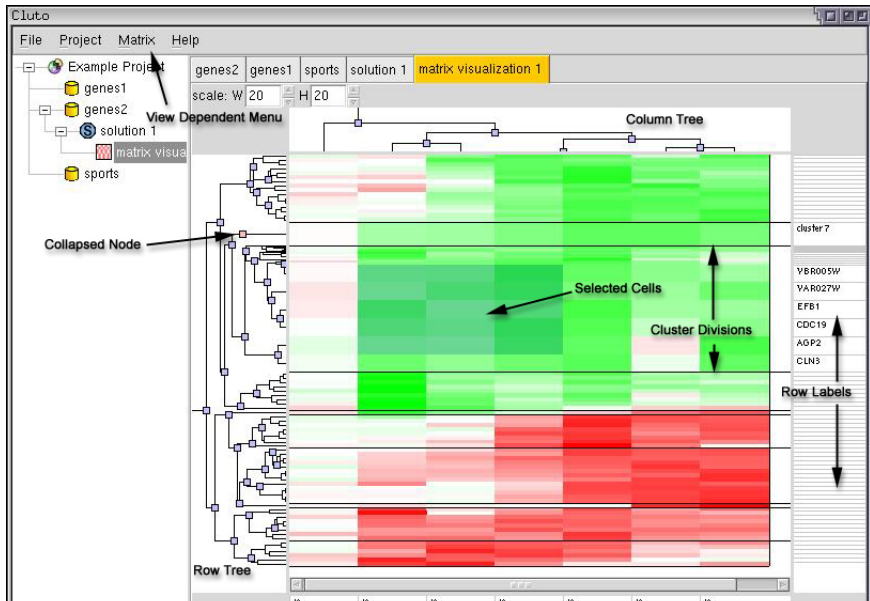 Cluto
File Project Matrix Help
Example Project
genes1
genes2
solution 1
matrix visua
sports
genes2 genes1 sports solution 1 matrix visualization 1
scale: W 20 H 20
View Dependent Menu
Column Tree
Collapsed Node
cluster 7
Selected Cells
Cluster Divisions
YBR005W
YAR027W
EFB1
CDC19
AGP2
CLN3
Row Labels
Row Tree